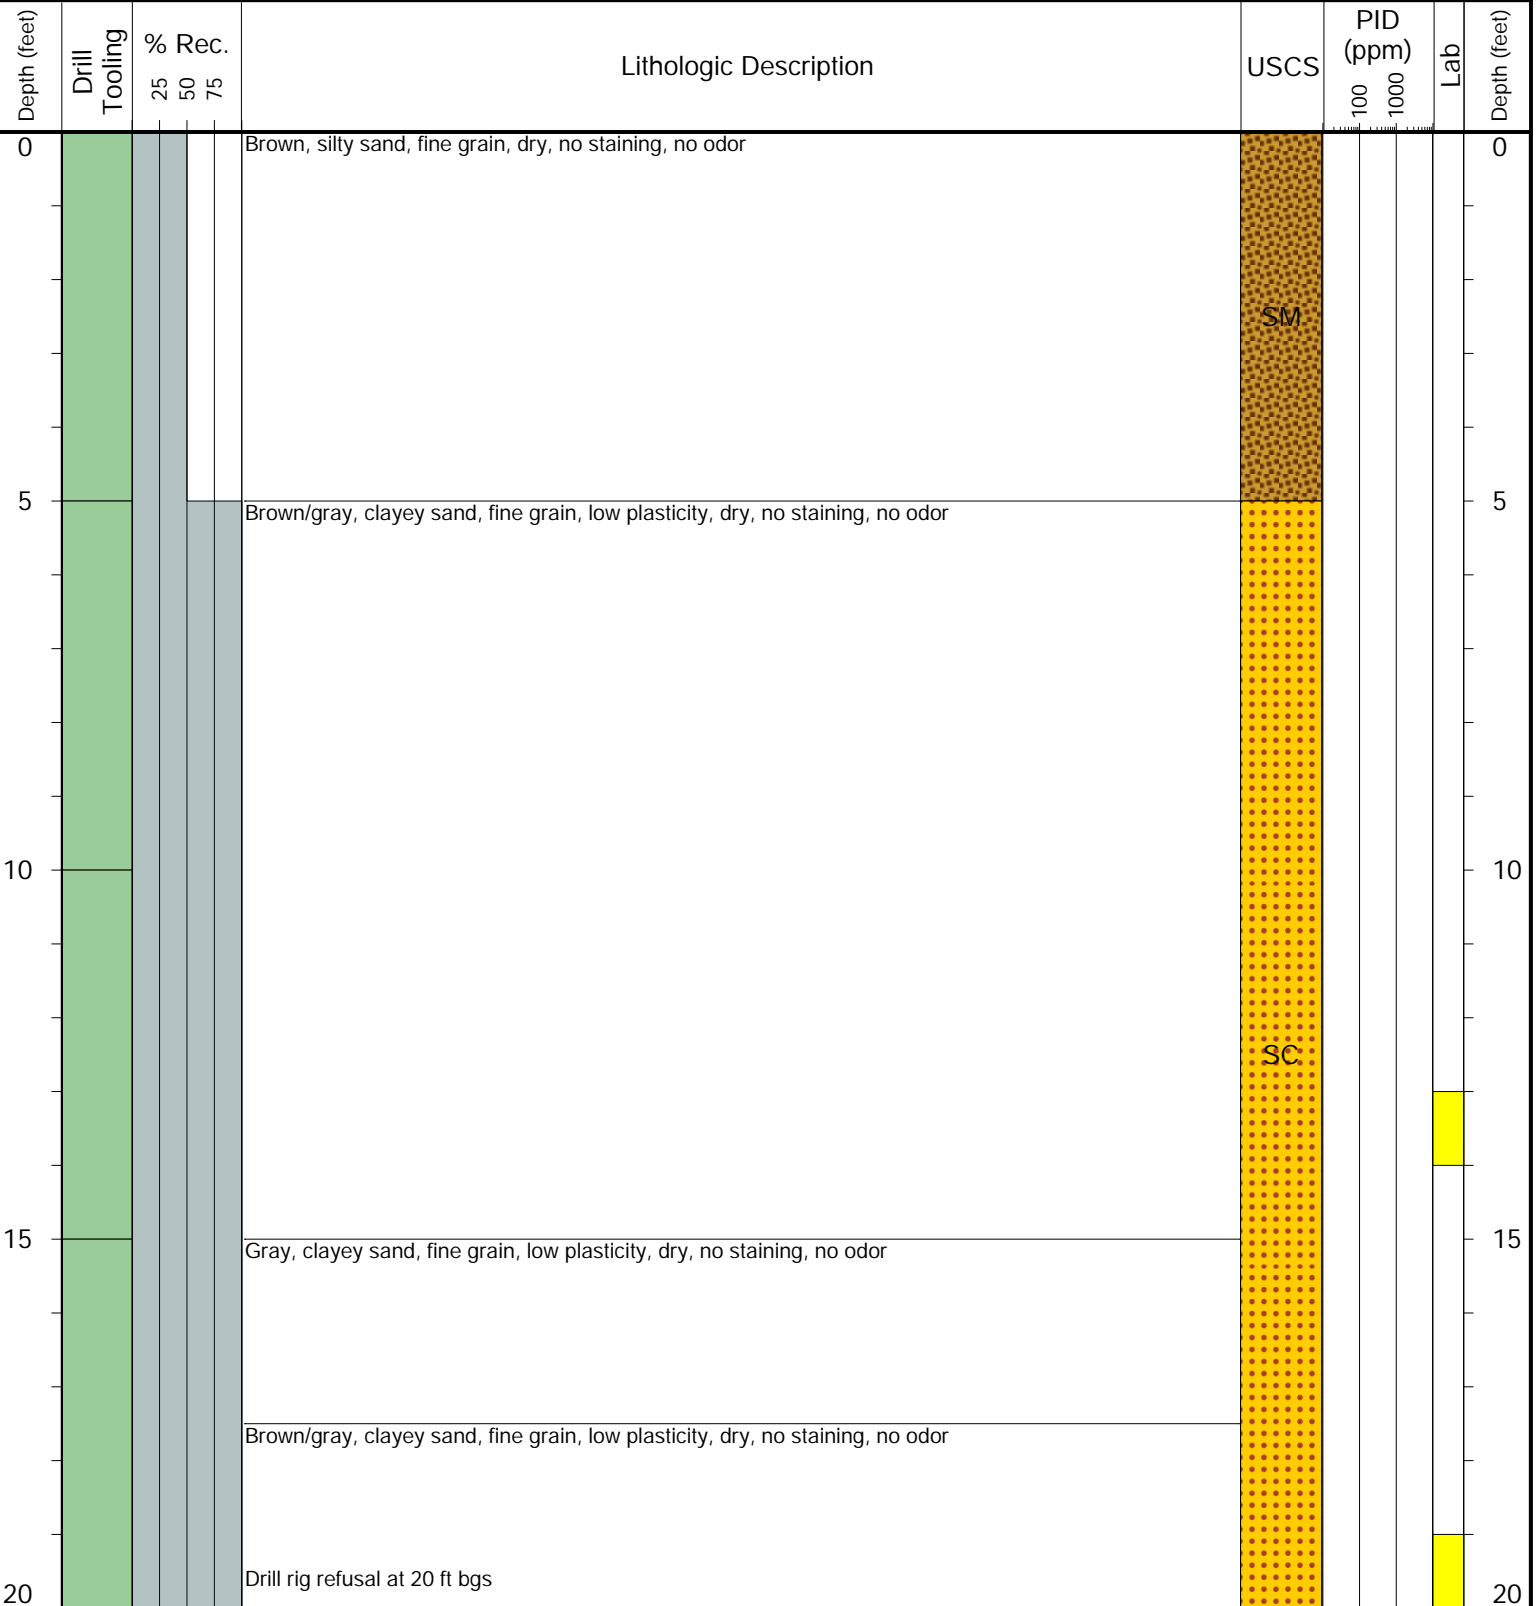 Depth (feet)
Drill
Tooling
% Rec.
25 50 75
Lithologic Description
USCS
PID
(ppm)
100 1000
Lab
Depth (feet)
0
Brown, silty sand, fine grain, dry, no staining, no odor
0
SM
5
Brown/gray, clayey sand, fine grain, low plasticity, dry, no staining, no odor
5
10
10
SC
15
Gray, clayey sand, fine grain, low plasticity, dry, no staining, no odor
15
Brown/gray, clayey sand, fine grain, low plasticity, dry, no staining, no odor
Drill rig refusal at 20 ft bgs
20
20